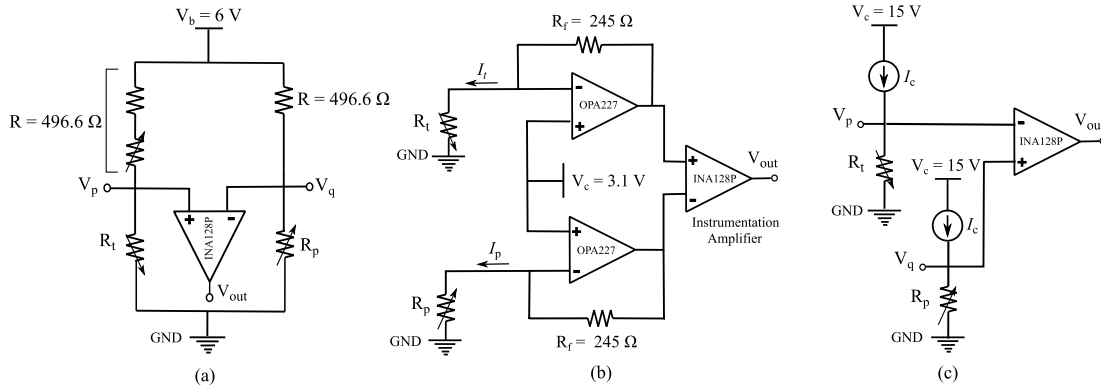 V_b = 6 V
R = 496.6 Ω
R = 496.6 Ω
V_p
V_q
+
-
INA128P
R_t
R_p
V_out
GND
(a)
R_f = 245 Ω
I_t
-
OPA227
+
R_t
GND
V_c = 3.1 V
+
INA128P
-
V_out
Instrumentation
Amplifier
I_p
+
OPA227
-
R_p
GND
R_f = 245 Ω
(b)
V_c = 15 V
I_c
V_p
-
INA128P
+
V_out
R_t
V_c = 15 V
GND
I_c
V_q
R_p
GND
(c)